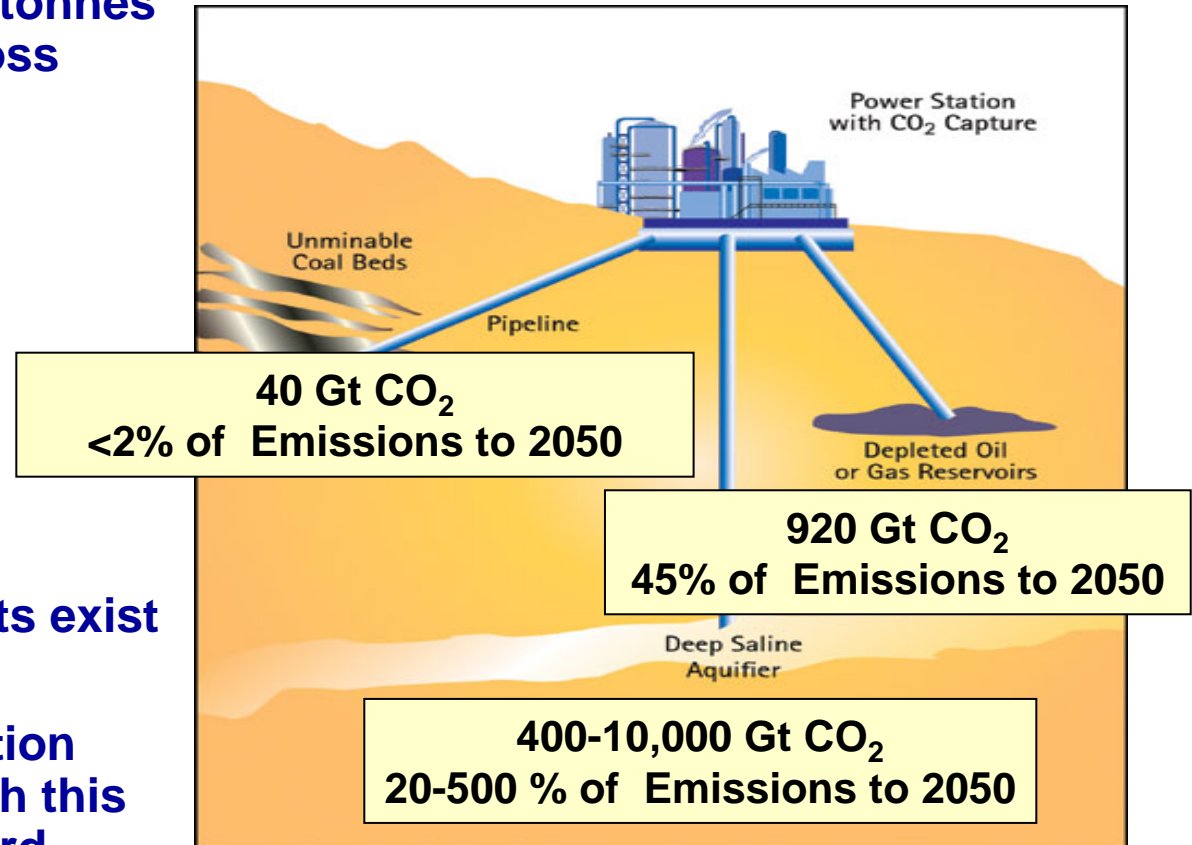 tonnes
oss
Power Station
with CO₂ Capture
Unminable
Coal Beds
Pipeline
40 Gt CO₂
<2% of Emissions to 2050
Depleted Oil
or Gas Reservoirs
920 Gt CO₂
45% of Emissions to 2050
ts exist
Deep Saline
Aquifier
tion
h this
400-10,000 Gt CO₂
20-500 % of Emissions to 2050